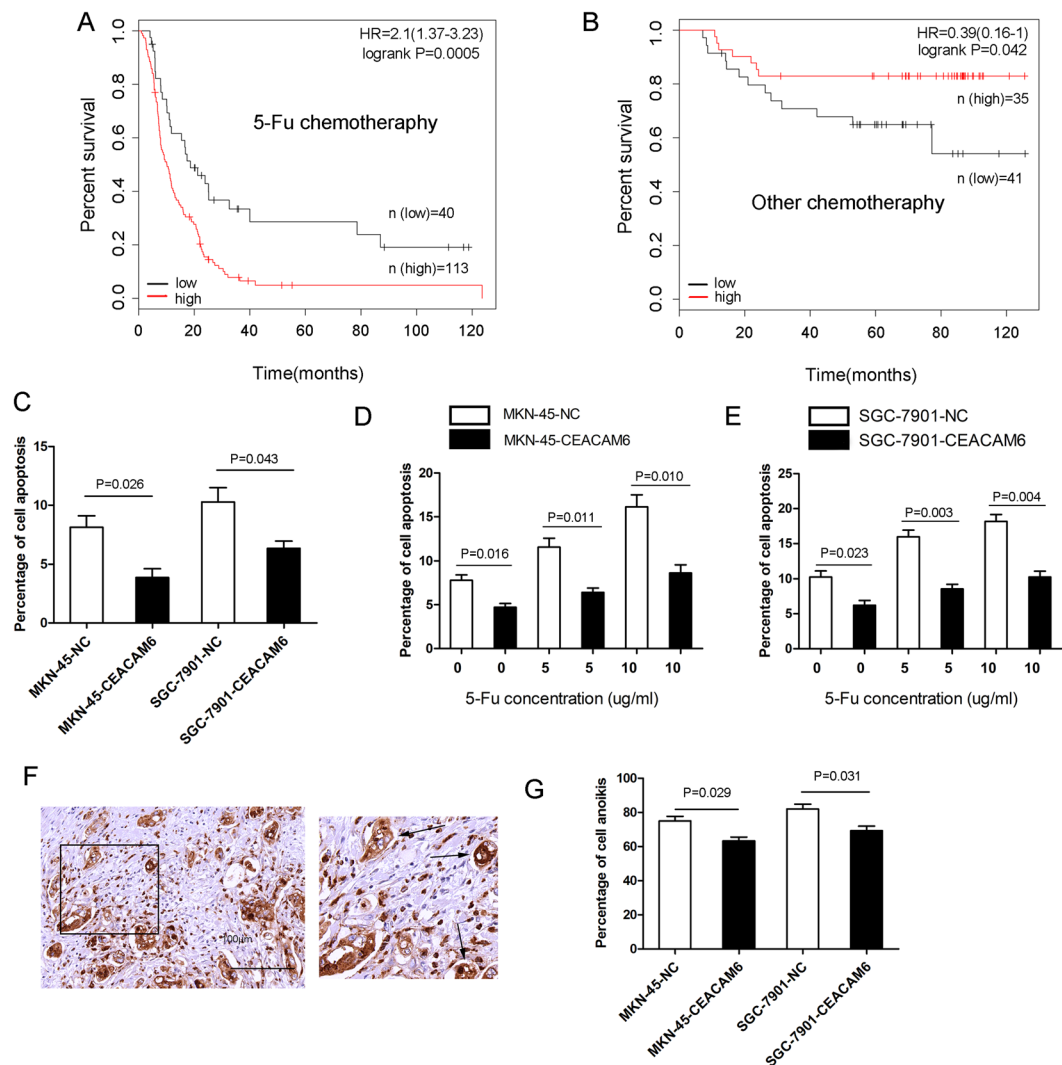 A
HR=2.1(1.37-3.23)
logrank P=0.0005
5-Fu chemotheraphy
n (low)=40
n (high)=113
low
high
Percent survival
0.0 0.2 0.4 0.6 0.8 1.0
0 20 40 60 80 100 120
Time(months)
B
HR=0.39(0.16-1)
logrank P=0.042
n (high)=35
n (low)=41
Other chemotheraphy
low
high
Percent survival
0.0 0.2 0.4 0.6 0.8 1.0
0 20 40 60 80 100 120
Time(months)
C
Percentage of cell apoptosis
15
10
5
0
P=0.026
P=0.043
MKN-45-NC
MKN-45-CEACAM6
SGC-7901-NC
SGC-7901-CEACAM6
D
MKN-45-NC
MKN-45-CEACAM6
Percentage of cell apoptosis
20
15
10
5
0
P=0.016
P=0.011
P=0.010
0 0 5 5 10 10
5-Fu concentration (ug/ml)
E
SGC-7901-NC
SGC-7901-CEACAM6
Percentage of cell apoptosis
25
20
15
10
5
0
P=0.023
P=0.003
P=0.004
0 0 5 5 10 10
5-Fu concentration (ug/ml)
F
100μm
G
Percentage of cell anoikis
100
80
60
40
20
0
P=0.029
P=0.031
MKN-45-NC
MKN-45-CEACAM6
SGC-7901-NC
SGC-7901-CEACAM6